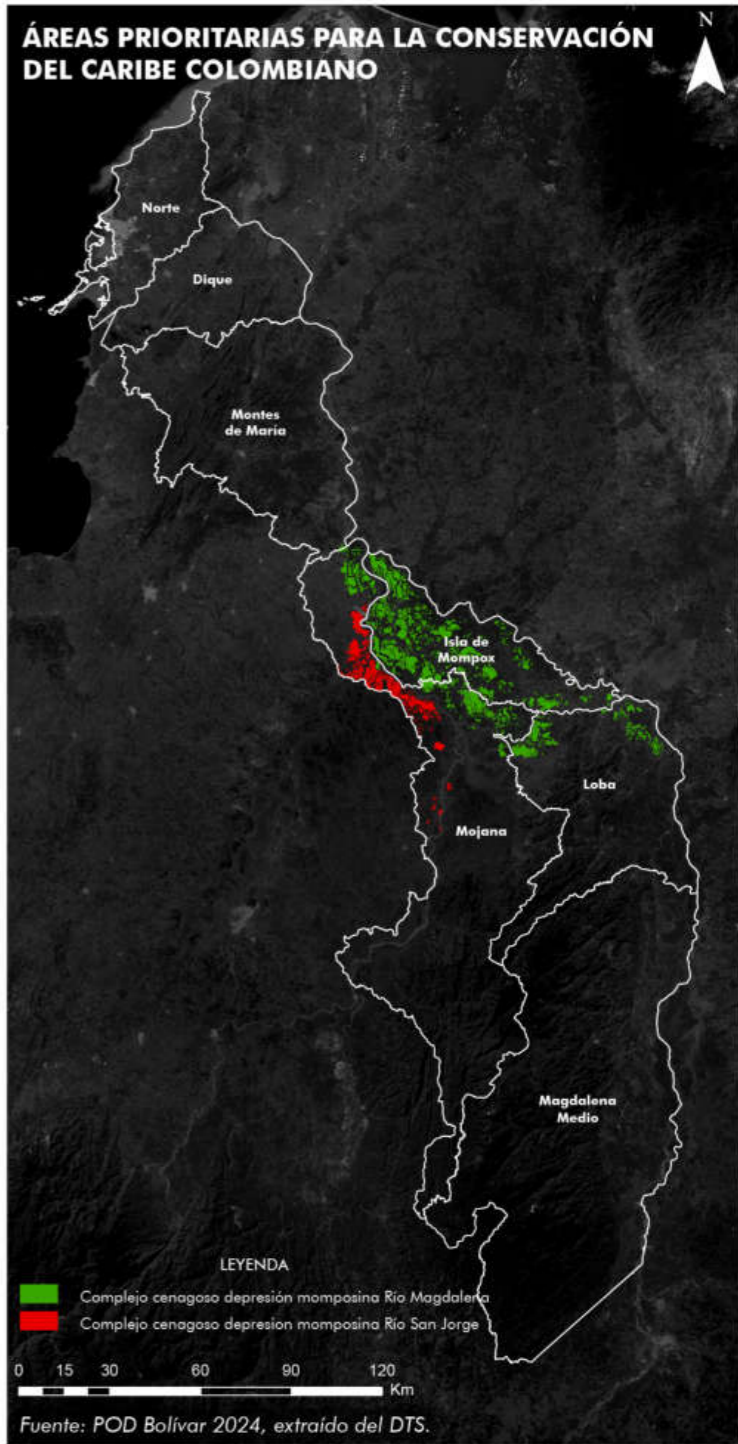 ÁREAS PRIORITARIAS PARA LA CONSERVACIÓN
DEL CARIBE COLOMBIANO
N
Norte
Dique
Montes
de María
Isla de
Mompox
Loba
Mojana
Magdalena
Medio
LEYENDA
Complejo cenagoso depresión momposina Río Magdalena
Complejo cenagoso depresion momposina Río San Jorge
0 15 30 60 90 120
Km
Fuente: POD Bolívar 2024, extraído del DTS.